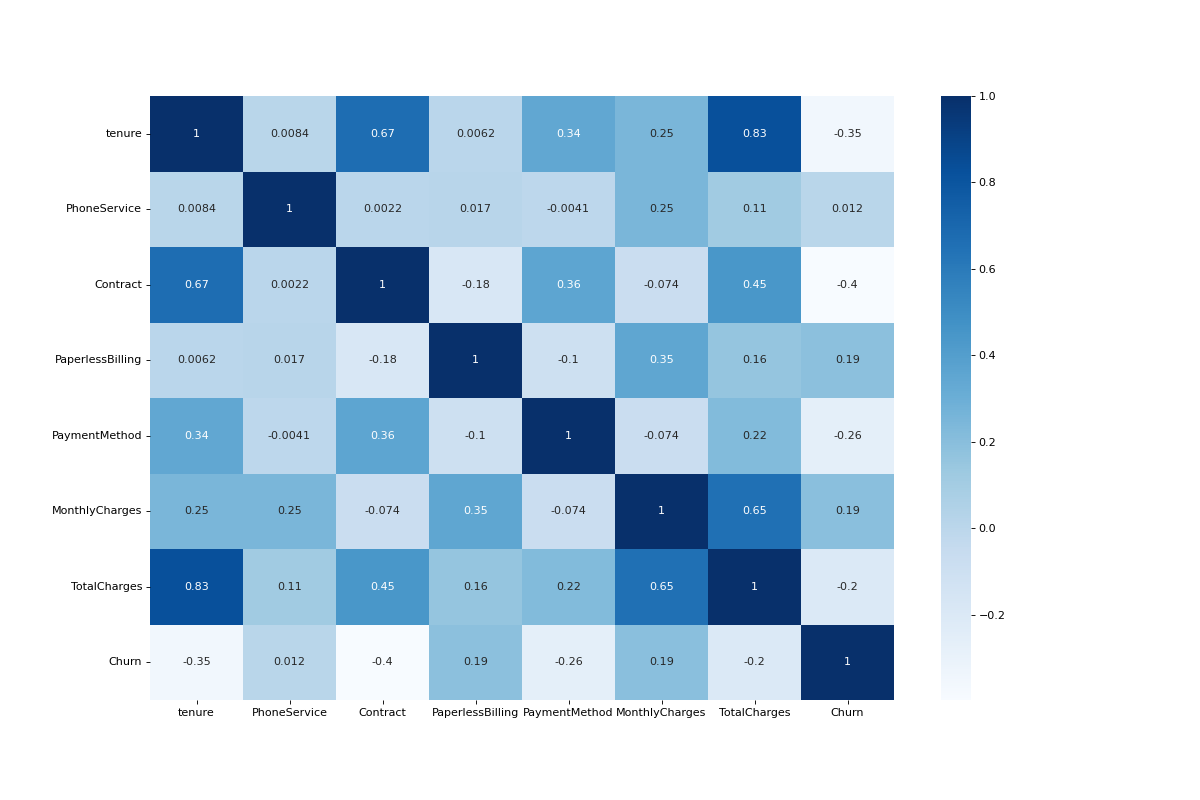 tenure 1 0.0084 0.67 0.0062 0.34 0.25 0.83 -0.35
PhoneService 0.0084 1 0.0022 0.017 -0.0041 0.25 0.11 0.012
Contract 0.67 0.0022 1 -0.18 0.36 -0.074 0.45 -0.4
PaperlessBilling 0.0062 0.017 -0.18 1 -0.1 0.35 0.16 0.19
PaymentMethod 0.34 -0.0041 0.36 -0.1 1 -0.074 0.22 -0.26
MonthlyCharges 0.25 0.25 -0.074 0.35 -0.074 1 0.65 0.19
TotalCharges 0.83 0.11 0.45 0.16 0.22 0.65 1 -0.2
Churn -0.35 0.012 -0.4 0.19 -0.26 0.19 -0.2 1
tenure PhoneService Contract PaperlessBilling PaymentMethod MonthlyCharges TotalCharges Churn
1.0
0.8
0.6
0.4
0.2
0.0
−0.2